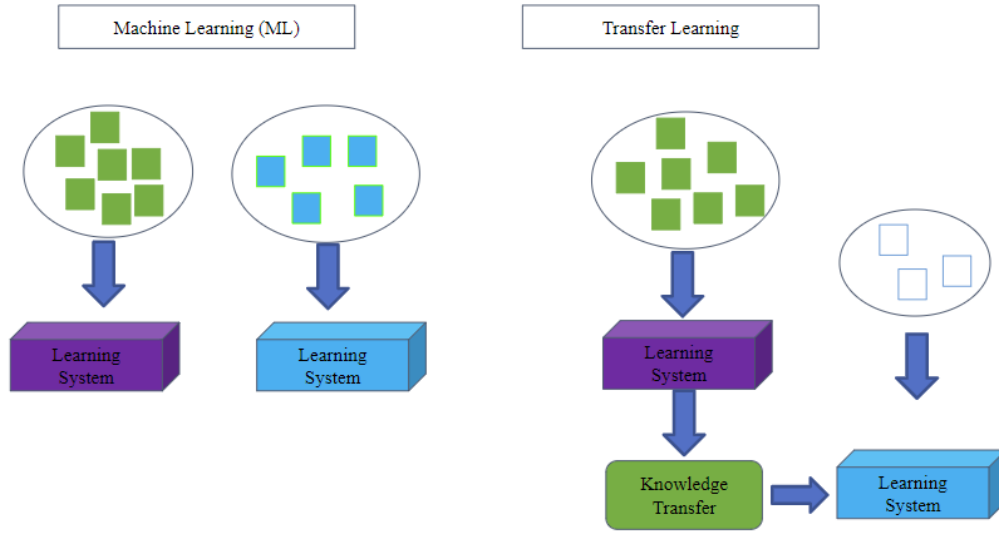 Machine Learning (ML)
Transfer Learning
Learning
System
Learning
System
Learning
System
Knowledge
Transfer
Learning
System